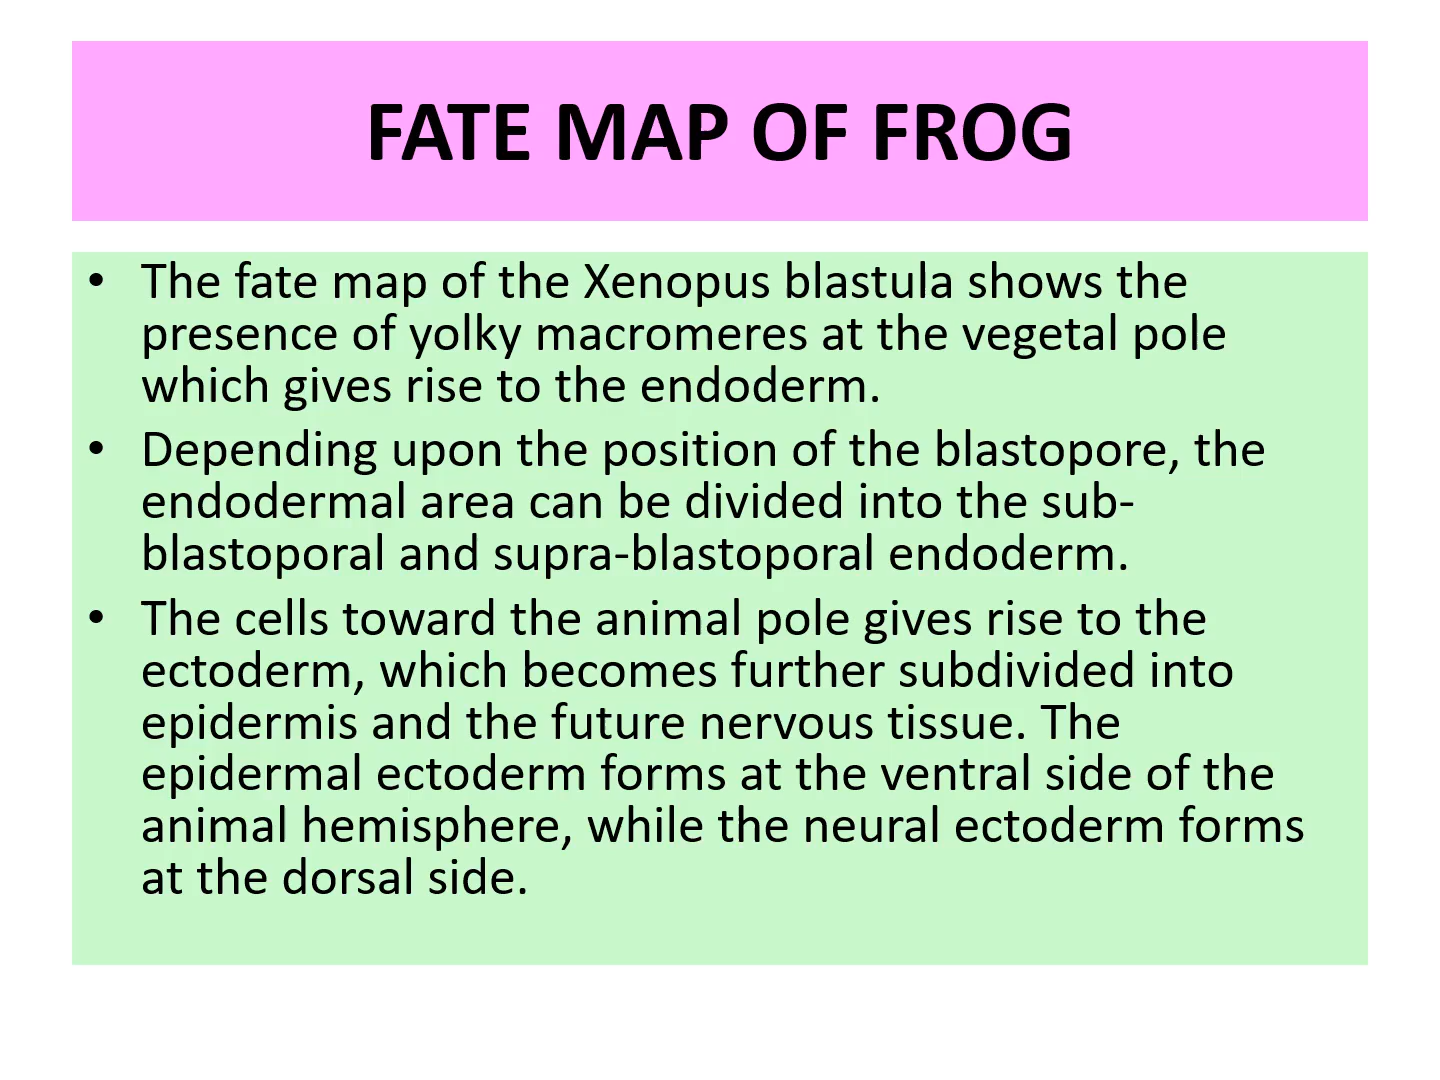 FATE MAP OF FROG
• The fate map of the Xenopus blastula shows the
presence of yolky macromeres at the vegetal pole
which gives rise to the endoderm.
• Depending upon the position of the blastopore, the
endodermal area can be divided into the sub-
blastoporal and supra-blastoporal endoderm.
• The cells toward the animal pole gives rise to the
ectoderm, which becomes further subdivided into
epidermis and the future nervous tissue. The
epidermal ectoderm forms at the ventral side of the
animal hemisphere, while the neural ectoderm forms
at the dorsal side.